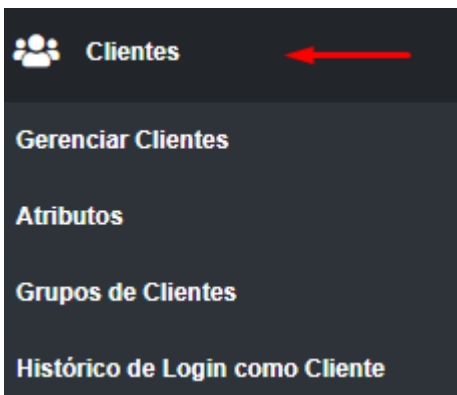 Clientes
Gerenciar Clientes
Atributos
Grupos de Clientes
Histórico de Login como Cliente